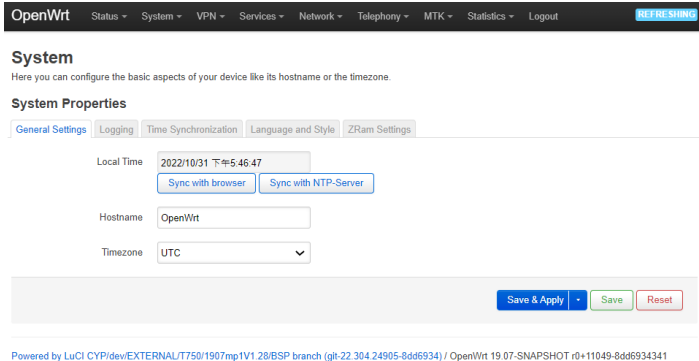 OpenWrt Status System VPN Services Network Telephony MTK Statistics Logout REFRESHING
System
Here you can configure the basic aspects of your device like its hostname or the timezone.
System Properties
General Settings Logging Time Synchronization Language and Style ZRam Settings
Local Time 2022/10/31 下午5:46:47
Sync with browser Sync with NTP-Server
Hostname OpenWrt
Timezone UTC
Save & Apply Save Reset
Powered by LuCI CYP/dev/EXTERNAL/T750/1907mp1V1.28/BSP branch (git-22.304.24905-8dd6934) / OpenWrt 19.07-SNAPSHOT r0+11049-8dd6934341